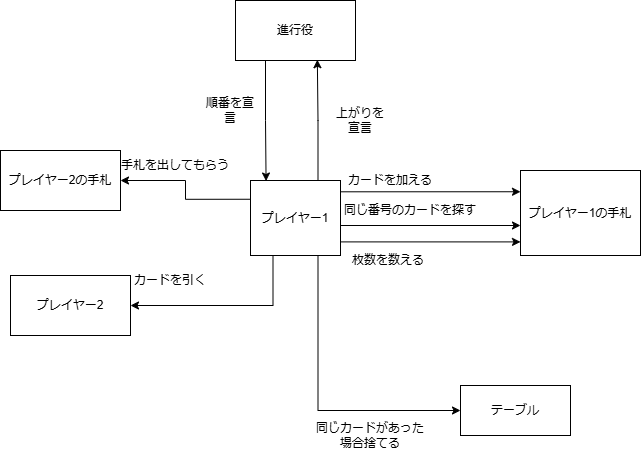 進行役
順番を宣
言
上がりを
宣言
手札を出してもらう
プレイヤー2の手札
カードを加える
プレイヤー1
同じ番号のカードを探す
プレイヤー1の手札
枚数を数える
カードを引く
プレイヤー2
テーブル
同じカードがあった
場合捨てる